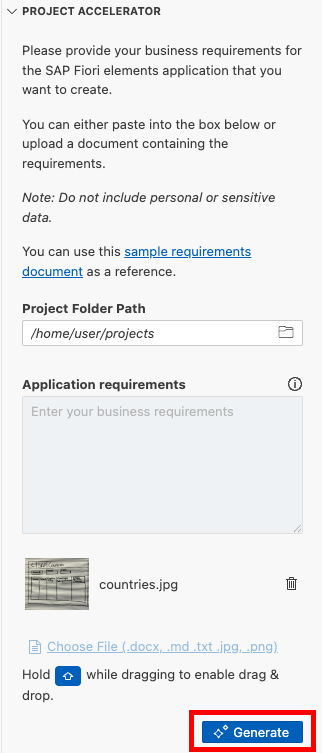 PROJECT ACCELERATOR
Please provide your business requirements for
the SAP Fiori elements application that you
want to create.
You can either paste into the box below or
upload a document containing the
requirements.
Note: Do not include personal or sensitive
data.
You can use this sample requirements
document as a reference.
Project Folder Path
/home/user/projects
Application requirements
Enter your business requirements
countries.jpg
Choose File (.docx, .md .txt .jpg, .png)
Hold while dragging to enable drag &
drop.
Generate